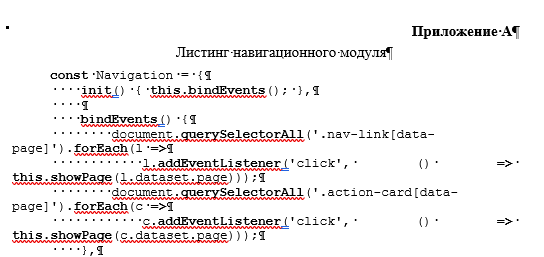 Приложение·А¶
Листинг·навигационного·модуля¶
const·Navigation·=·{¶
····init()·{·this.bindEvents();·},¶
····¶
····bindEvents()·{¶
········document.querySelectorAll('.nav-link[data-
page]').forEach(l·=>¶
············l.addEventListener('click',· ()· =>·
this.showPage(l.dataset.page)));¶
········document.querySelectorAll('.action-card[data-
page]').forEach(c·=>¶
············c.addEventListener('click',· ()· =>·
this.showPage(c.dataset.page)));¶
····},¶